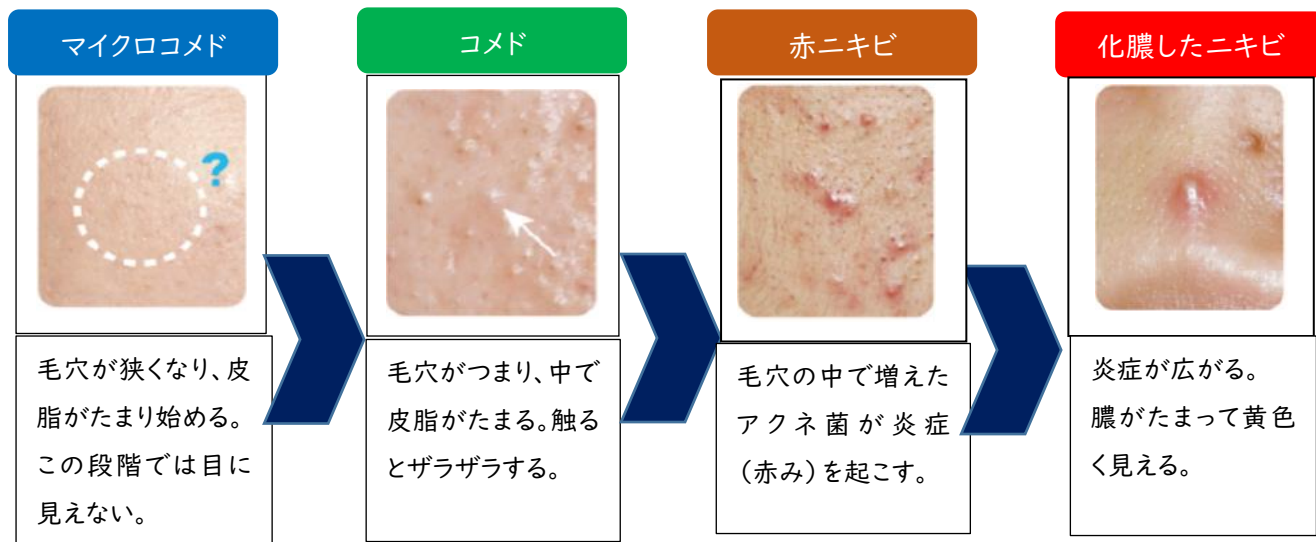 マイクロコメド
コメド
赤ニキビ
化膿したニキビ
?
毛穴が狭くなり、皮
脂がたまり始める。
この段階では目に
見えない。
毛穴がつまり、中で
皮脂がたまる。触る
とザラザラする。
毛穴の中で増えた
アクネ菌が炎症
（赤み）を起こす。
炎症が広がる。
膿がたまって黄色
く見える。